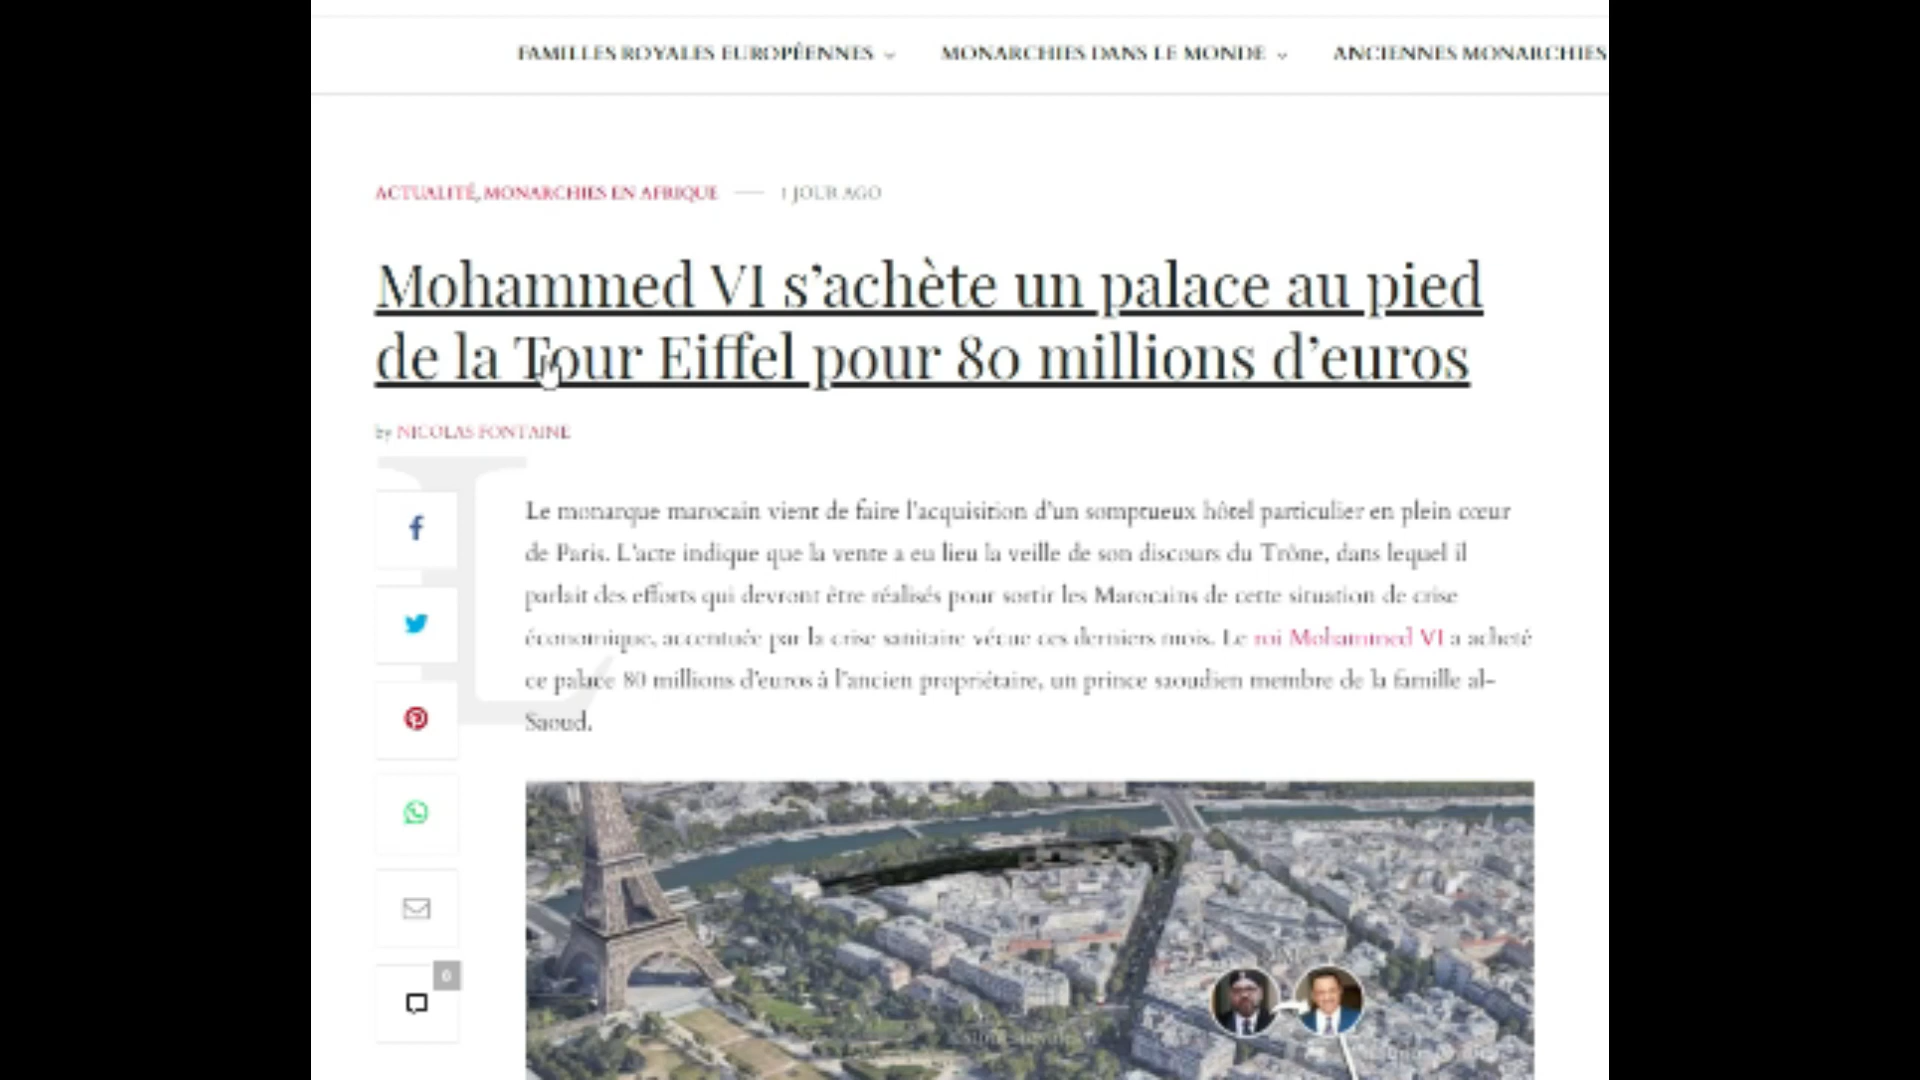 FAMILLES ROYALES EUROPÉENNES MONARCHIES DANS LE MONDE ANCIENNES MONARCHIES
ACTUALITÉ, MONARCHIES EN AFRIQUE — 1 JOUR AGO
Mohammed VI s'achète un palace au pied
de la Tour Eiffel pour 80 millions d'euros
by NICOLAS FONTAINE
L
Le monarque marocain vient de faire l'acquisition d'un somptueux hôtel particulier en plein cœur
de Paris. L'acte indique que la vente a eu lieu la veille de son discours du Trône, dans lequel il
parlait des efforts qui devront être réalisés pour sortir les Marocains de cette situation de crise
économique, accentuée par la crise sanitaire vécue ces derniers mois. Le roi Mohammed VI a acheté
ce palace 80 millions d'euros à l'ancien propriétaire, un prince saoudien membre de la famille al-
Saoud.
0